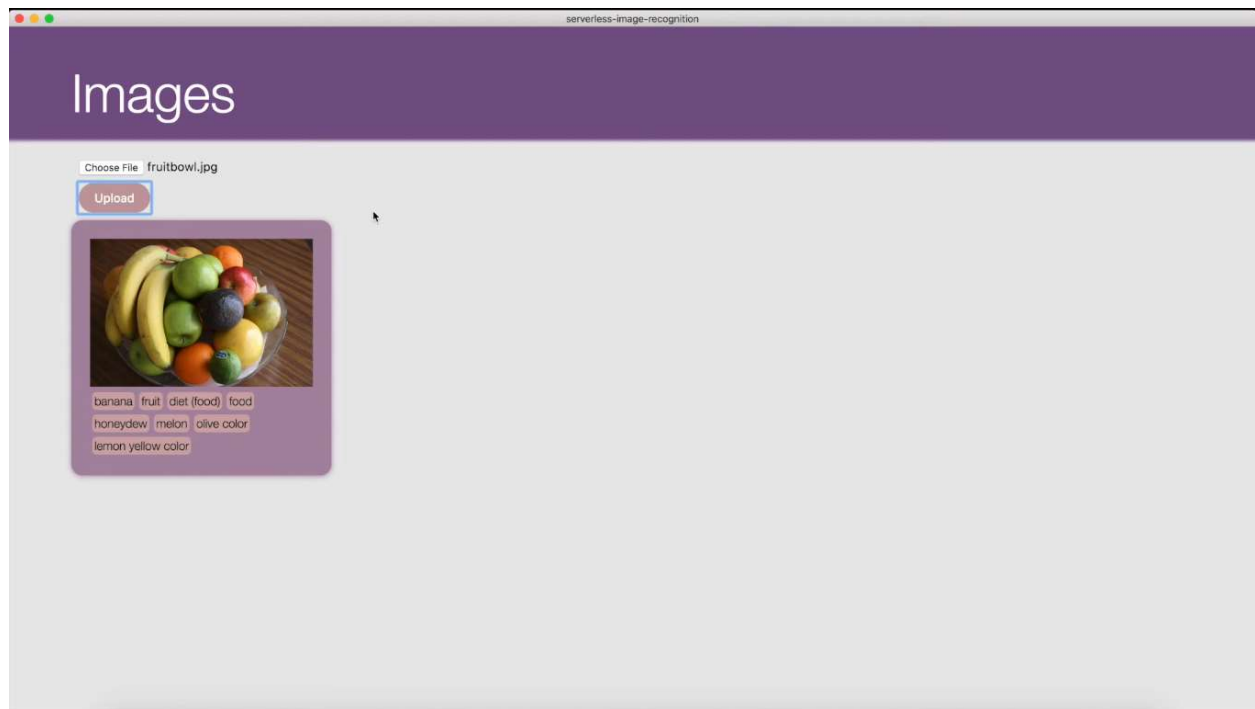 serverless-image-recognition
Images
Choose File fruitbowl.jpg
Upload
banana fruit diet (food) food
honeydew melon olive color
lemon yellow color